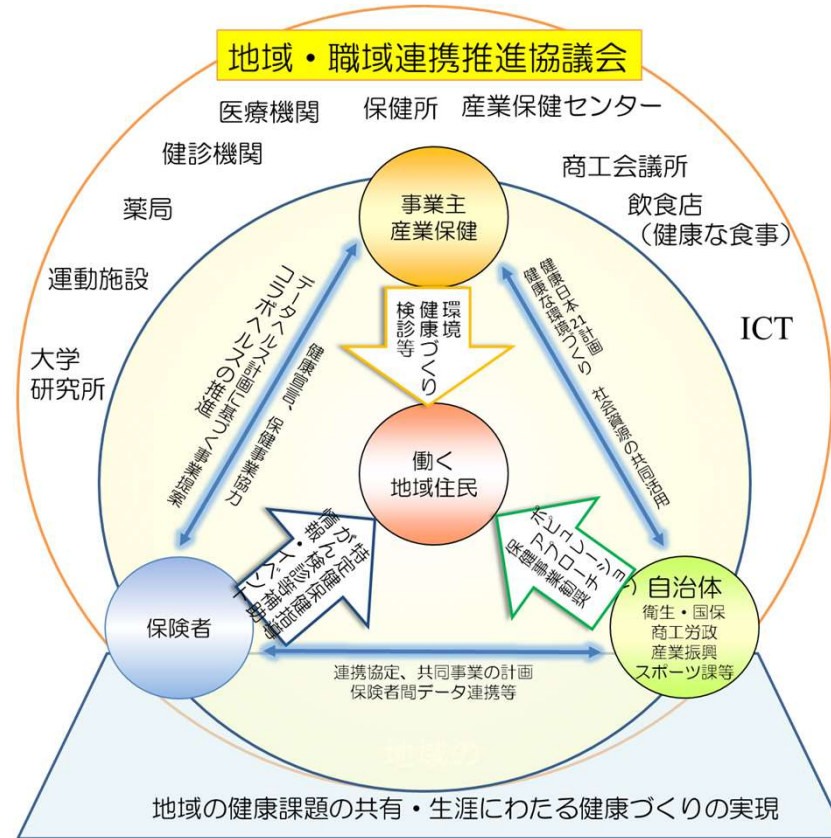 地域・職域連携推進協議会
医療機関
保健所
産業保健センター
健診機関
商工会議所
薬局
飲食店
(健康な食事)
運動施設
ICT
大学
研究所
事業主
産業保健
環境
健康づくり
検診等
データヘルス計画に基づく事業提案
コラボヘルスの推進
健康宣言、保健事業協力
健康日本21計画
健康な環境づくり
社会資源の共同活用
働く
地域住民
特定健保健指導
がん検診等補助
情報・イベント
ポピュレーション
アプローチ
保健事業勧奨
保険者
自治体
衛生・国保
商工労政
産業振興
スポーツ課等
連携協定、共同事業の計画
保険者間データ連携等
地域の
地域の健康課題の共有・生涯にわたる健康づくりの実現